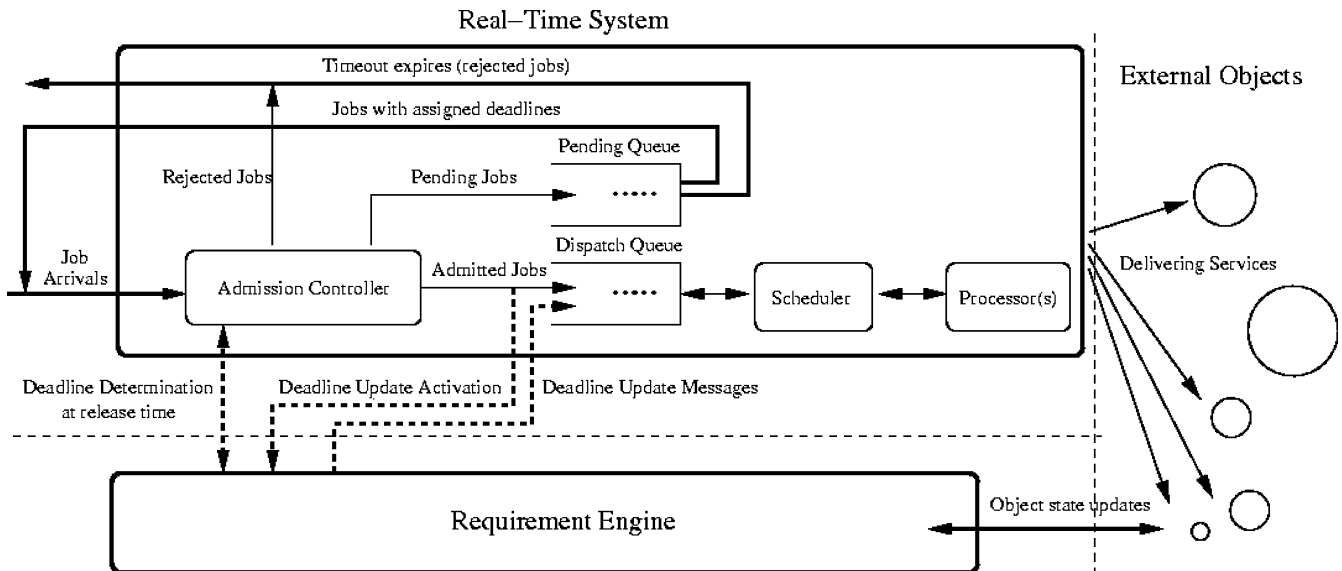 Real-Time System
Timeout expires (rejected jobs)
External Objects
Jobs with assigned deadlines
Pending Queue
Rejected Jobs
Pending Jobs
Dispatch Queue
Job
Arrivals
Admitted Jobs
Delivering Services
Admission Controller
Scheduler
Processor(s)
Deadline Determination
at release time
Deadline Update Activation
Deadline Update Messages
Requirement Engine
Object state updates